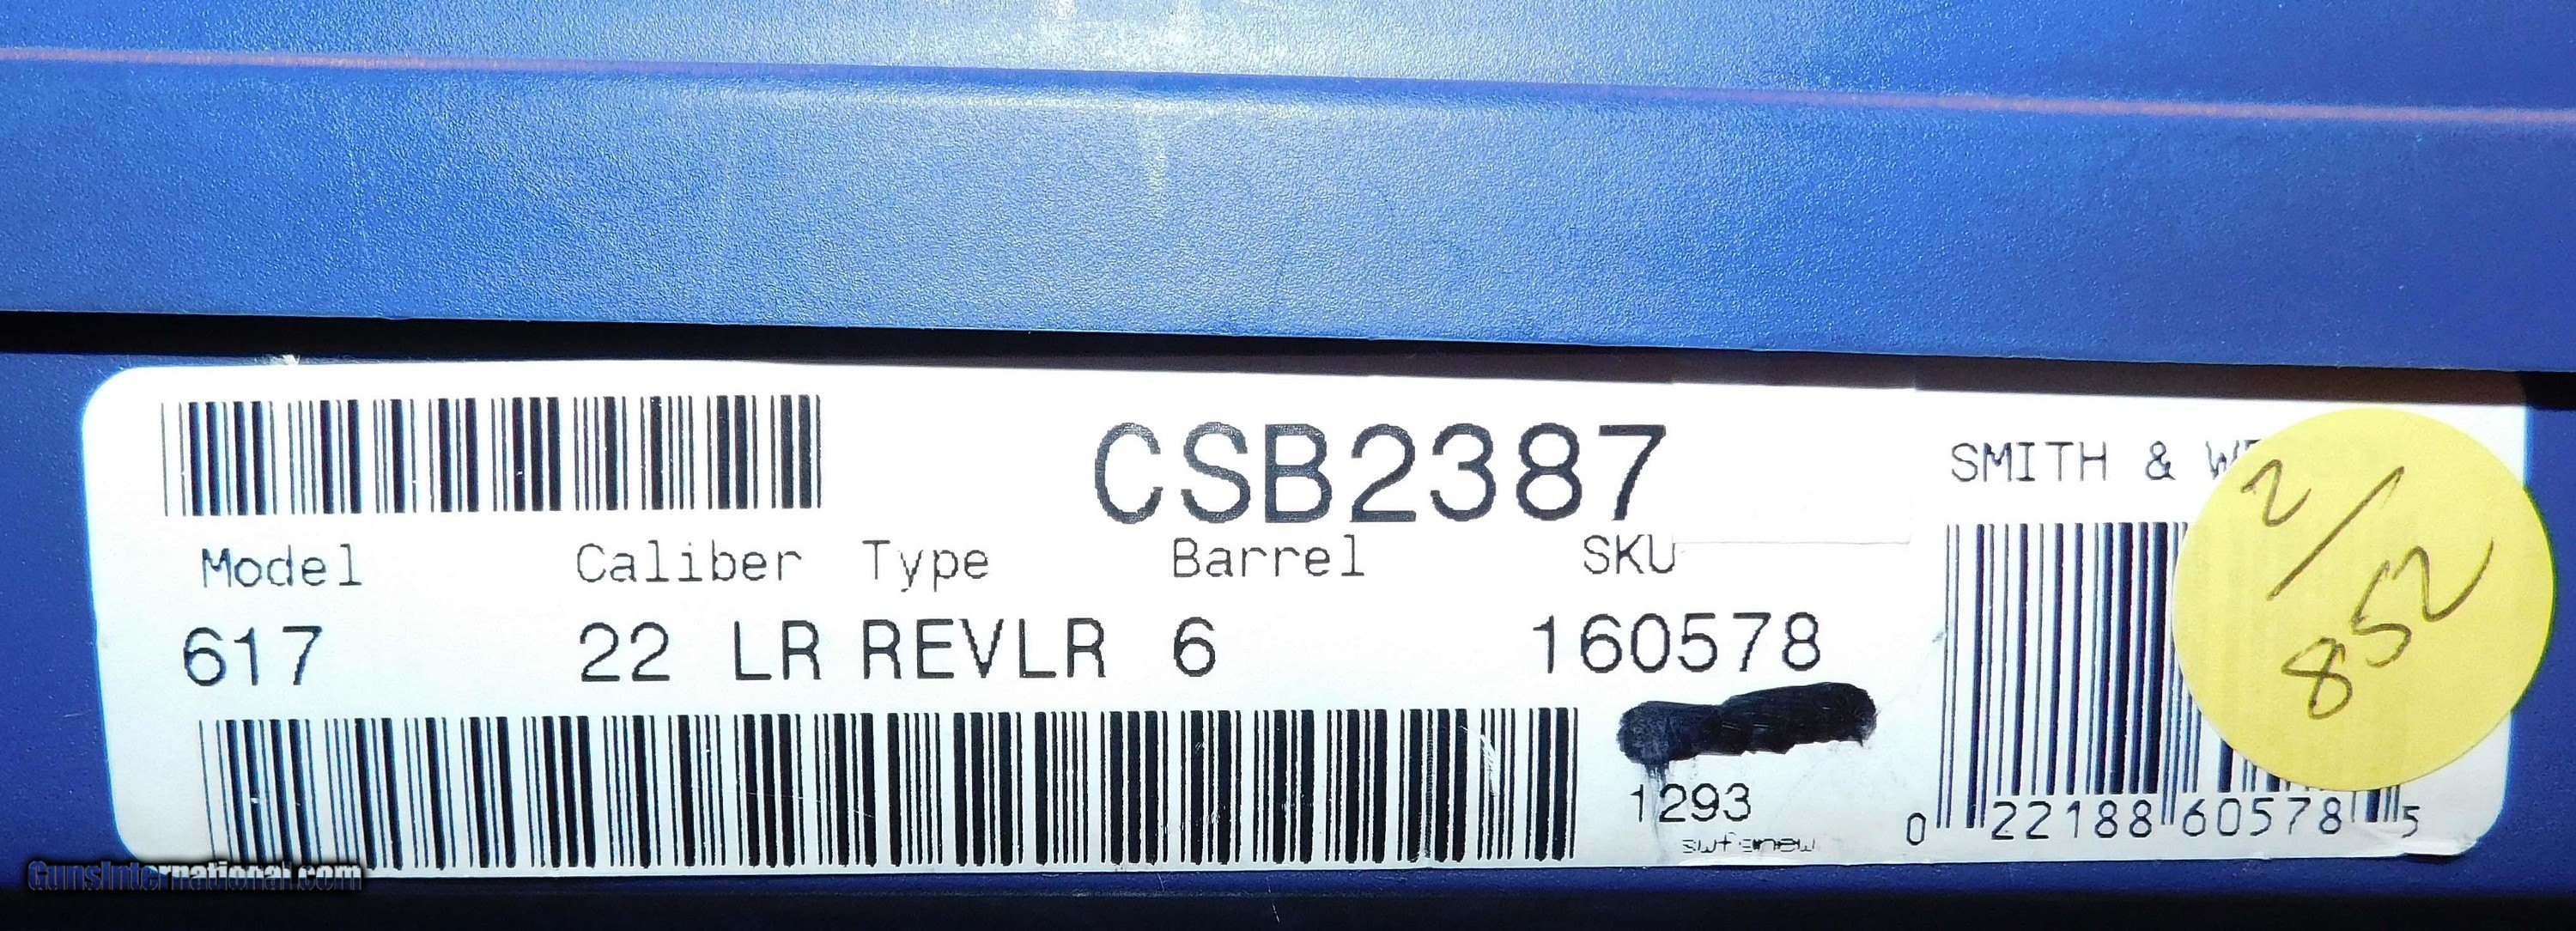 CSB2387
SMITH & W
2/
852
Model Caliber Type Barrel SKU
617 22 LR REVLR 6 160578
1293
0 22188 60578 5
GunsInternational.com